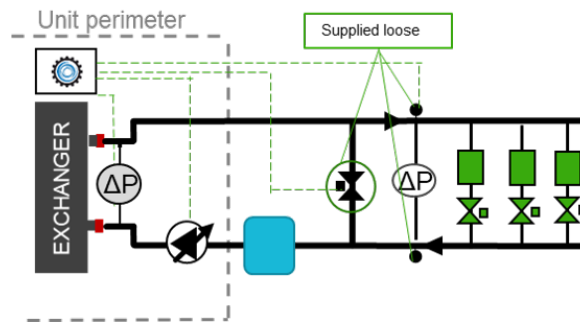 Unit perimeter
Supplied loose
EXCHANGER
ΔP
ΔP